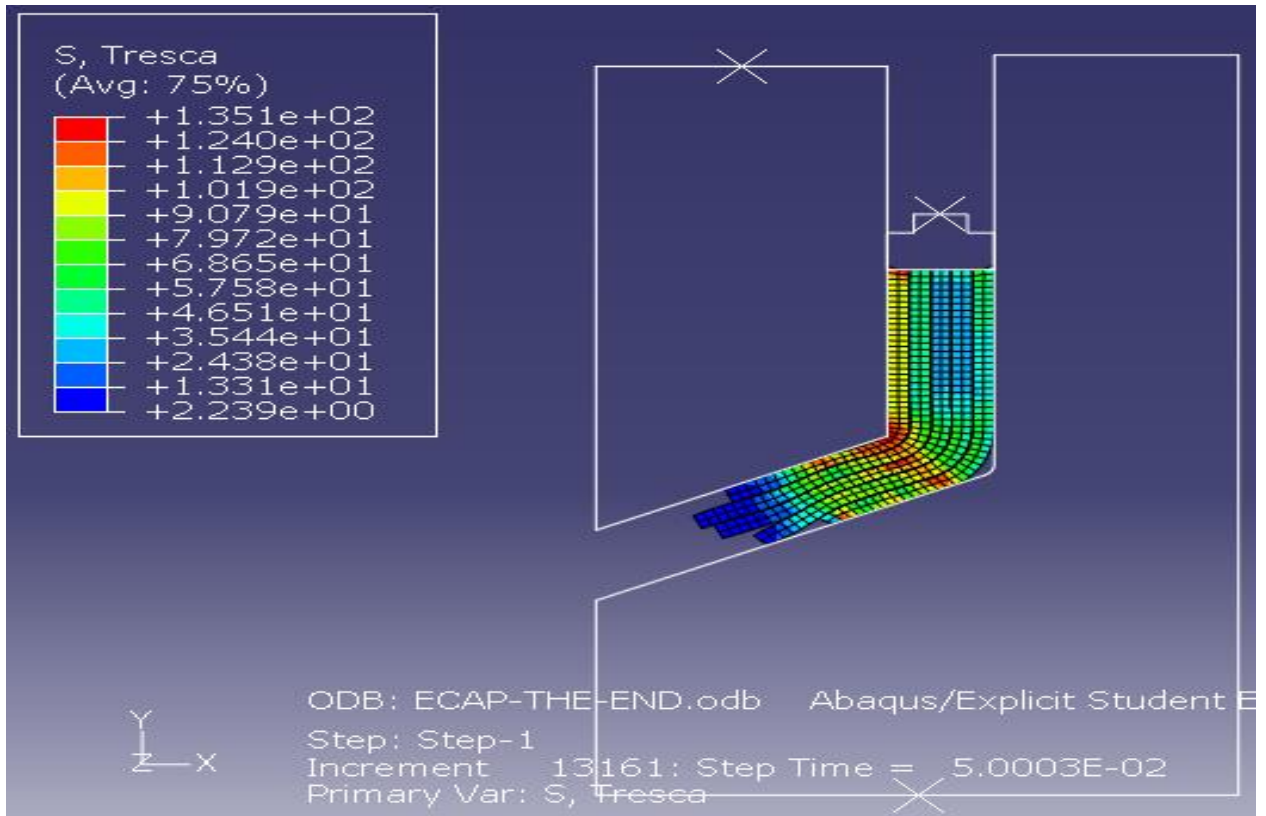 S, Tresca
(Avg: 75%)
+1.351e+02
+1.240e+02
+1.129e+02
+1.019e+02
+9.079e+01
+7.972e+01
+6.865e+01
+5.758e+01
+4.651e+01
+3.544e+01
+2.438e+01
+1.331e+01
+2.239e+00
ODB: ECAP-THE-END.odb Abaqus/Explicit Student E
Step: Step-1
Increment 13161: Step Time = 5.0003E-02
Primary Var: S, Tresca
Y
Z X